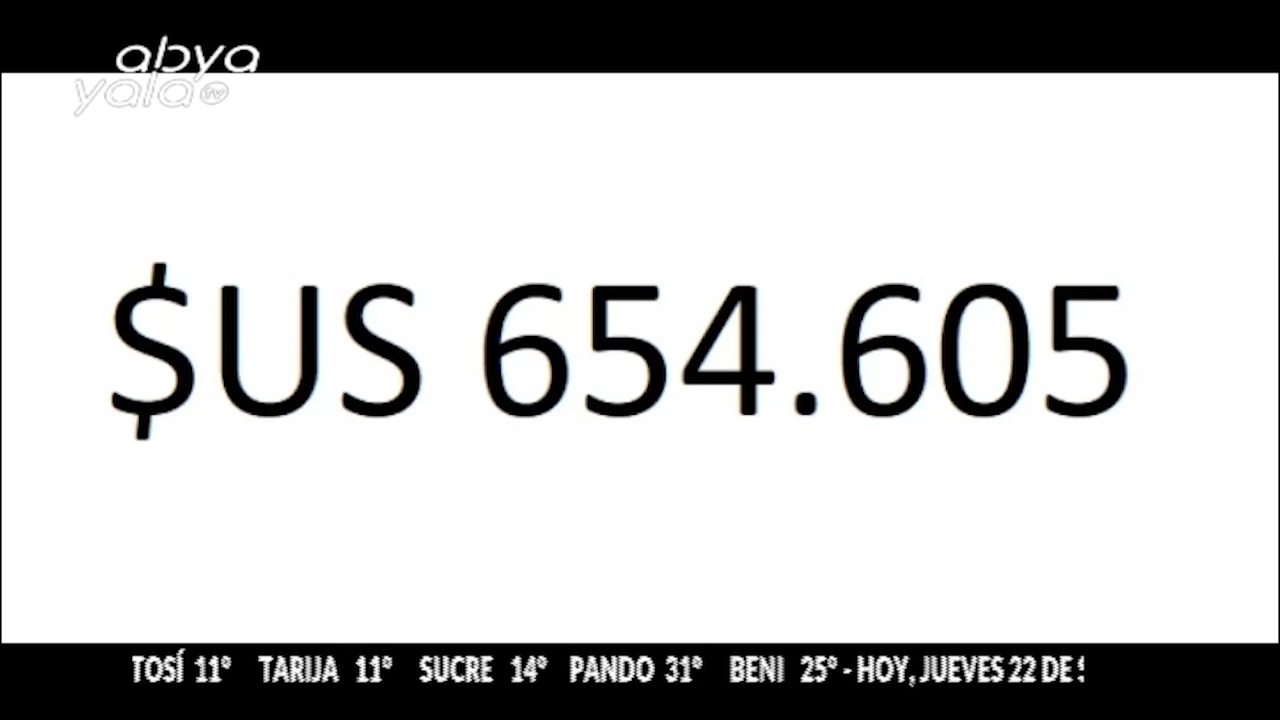 abya
yala TV
$US 654.605
TOSÍ 11° TARIJA 11° SUCRE 14° PANDO 31° BENI 25° - HOY, JUEVES 22 DE